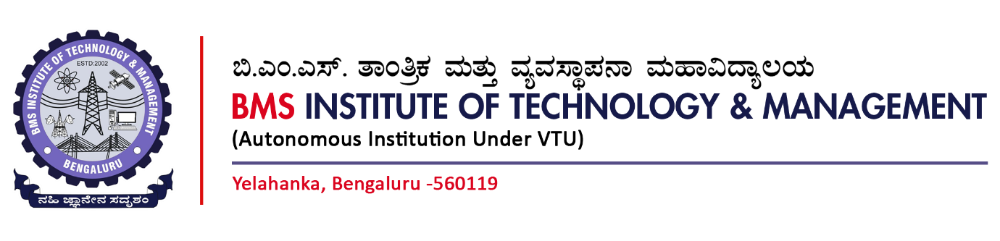 BMS INSTITUTE OF TECHNOLOGY & MANAGEMENT
ESTD:2002
BENGALURU
ನಹಿ ಜ್ಞಾನೇನ ಸದೃಶಂ
ಬಿ.ಎಂ.ಎಸ್. ತಾಂತ್ರಿಕ ಮತ್ತು ವ್ಯವಸ್ಥಾಪನಾ ಮಹಾವಿದ್ಯಾಲಯ
BMS INSTITUTE OF TECHNOLOGY & MANAGEMENT
(Autonomous Institution Under VTU)
Yelahanka, Bengaluru -560119